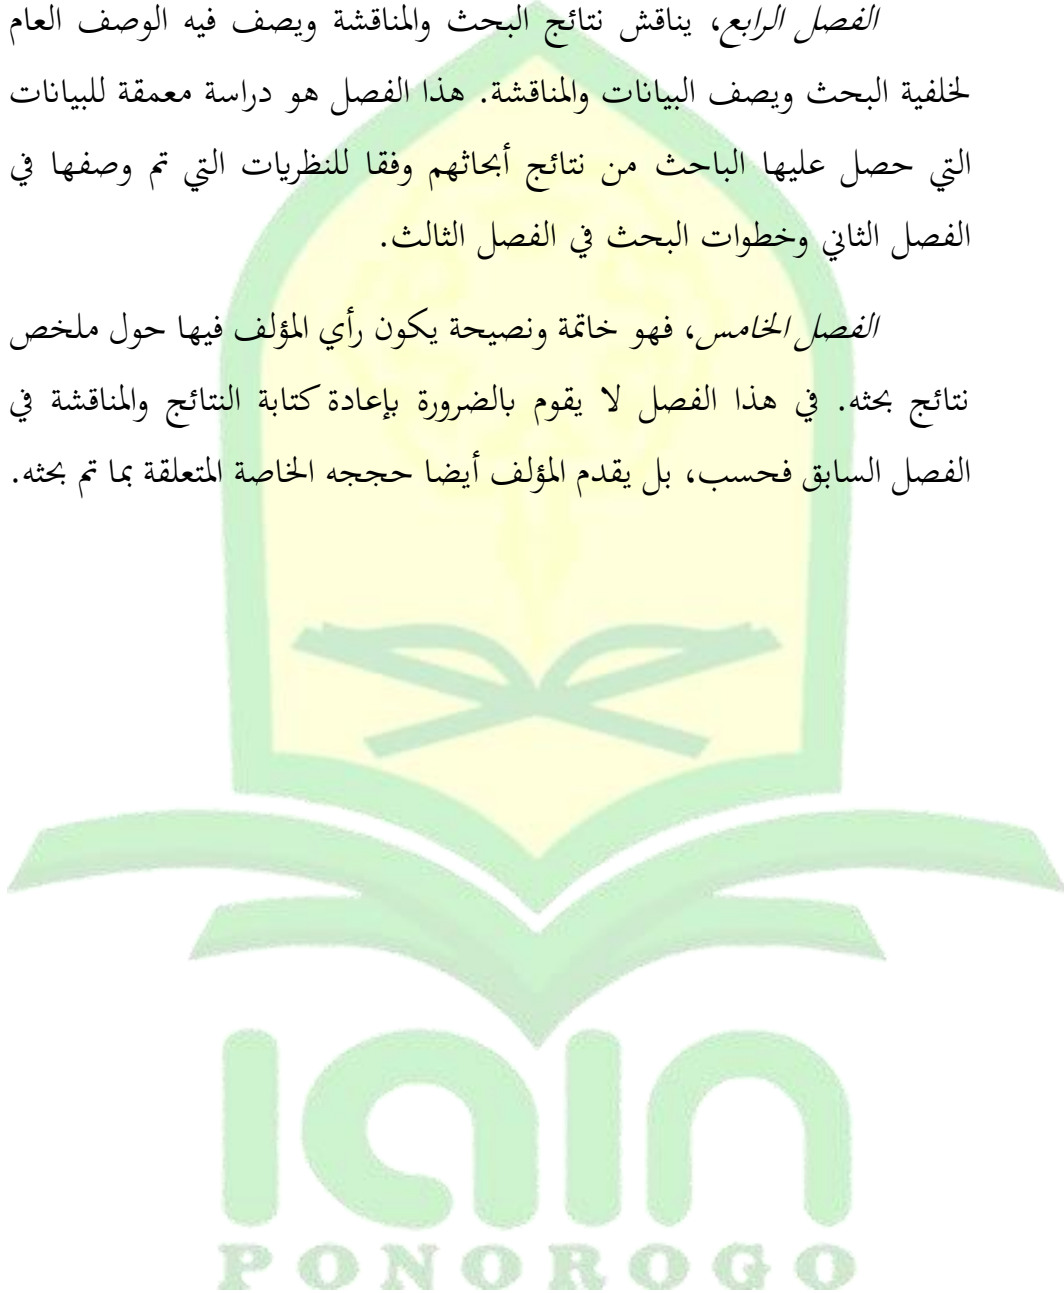 الفصل الرابع، يناقش نتائج البحث والمناقشة ويصف فيه الوصف العام
لخلفية البحث ويصف البيانات والمناقشة. هذا الفصل هو دراسة معمقة للبيانات
التي حصل عليها الباحث من نتائج أبحاثهم وفقا للنظريات التي تم وصفها في
الفصل الثاني وخطوات البحث في الفصل الثالث.
الفصل الخامس، فهو خاتمة ونصيحة يكون رأي المؤلف فيها حول ملخص
نتائج بحثه. في هذا الفصل لا يقوم بالضرورة بإعادة كتابة النتائج والمناقشة في
الفصل السابق فحسب، بل يقدم المؤلف أيضا حججه الخاصة المتعلقة بما تم بحثه.
iain
PONOROGO